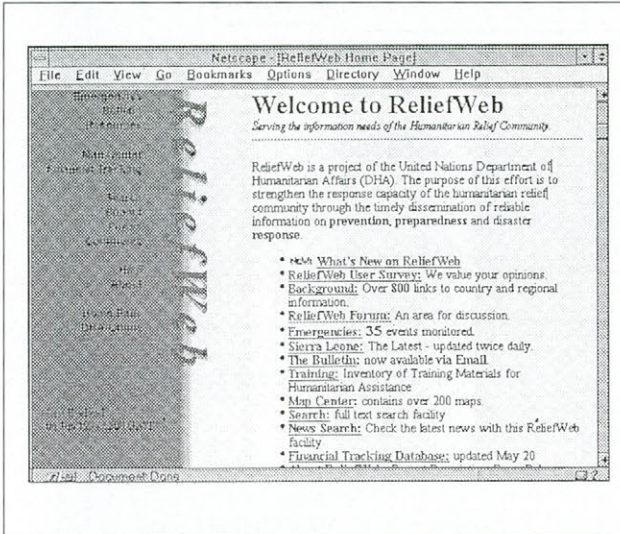 Netscape - [ReliefWeb Home Page]
File Edit View Go Bookmarks Options Directory Window Help
Map Center
Financial Tracking
ReliefWeb
Welcome to ReliefWeb
Serving the information needs of the Humanitarian Relief Community.
ReliefWeb is a project of the United Nations Department of
Humanitarian Affairs (DHA). The purpose of this effort is to
strengthen the response capacity of the humanitarian relief
community through the timely dissemination of reliable
information on prevention, preparedness and disaster
response.
• NEW What's New on ReliefWeb
• ReliefWeb User Survey: We value your opinions.
• Background: Over 800 links to country and regional
information.
• ReliefWeb Forum: An area for discussion.
• Emergencies: 35 events monitored.
• Sierra Leone: The Latest - updated twice daily.
• The Bulletin: now available via Email.
• Training: Inventory of Training Materials for
Humanitarian Assistance
• Map Center: contains over 200 maps.
• Search: full text search facility
• News Search: Check the latest news with this ReliefWeb
facility
• Financial Tracking Database: updated May 20
Document Done